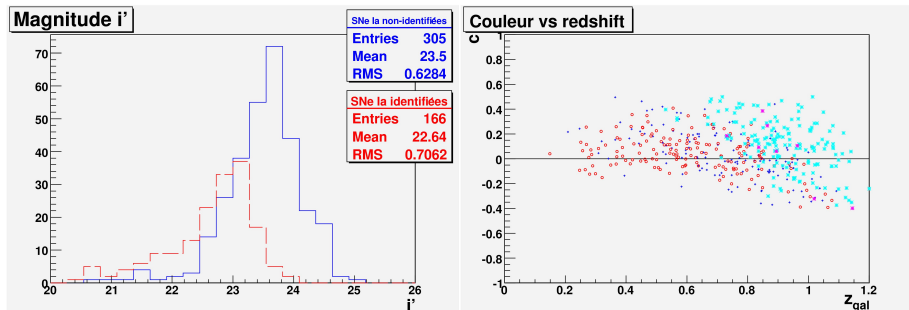 Magnitude i'
SNe Ia non-identifiées
Entries 305
Mean 23.5
RMS 0.6284
SNe Ia identifiées
Entries 166
Mean 22.64
RMS 0.7062
70
60
50
40
30
20
10
0
20 21 22 23 24 25 26
i'
Couleur vs redshift
c
1
0.8
0.6
0.4
0.2
0
-0.2
-0.4
-0.6
-0.8
-1
0 0.2 0.4 0.6 0.8 1 1.2
z gal